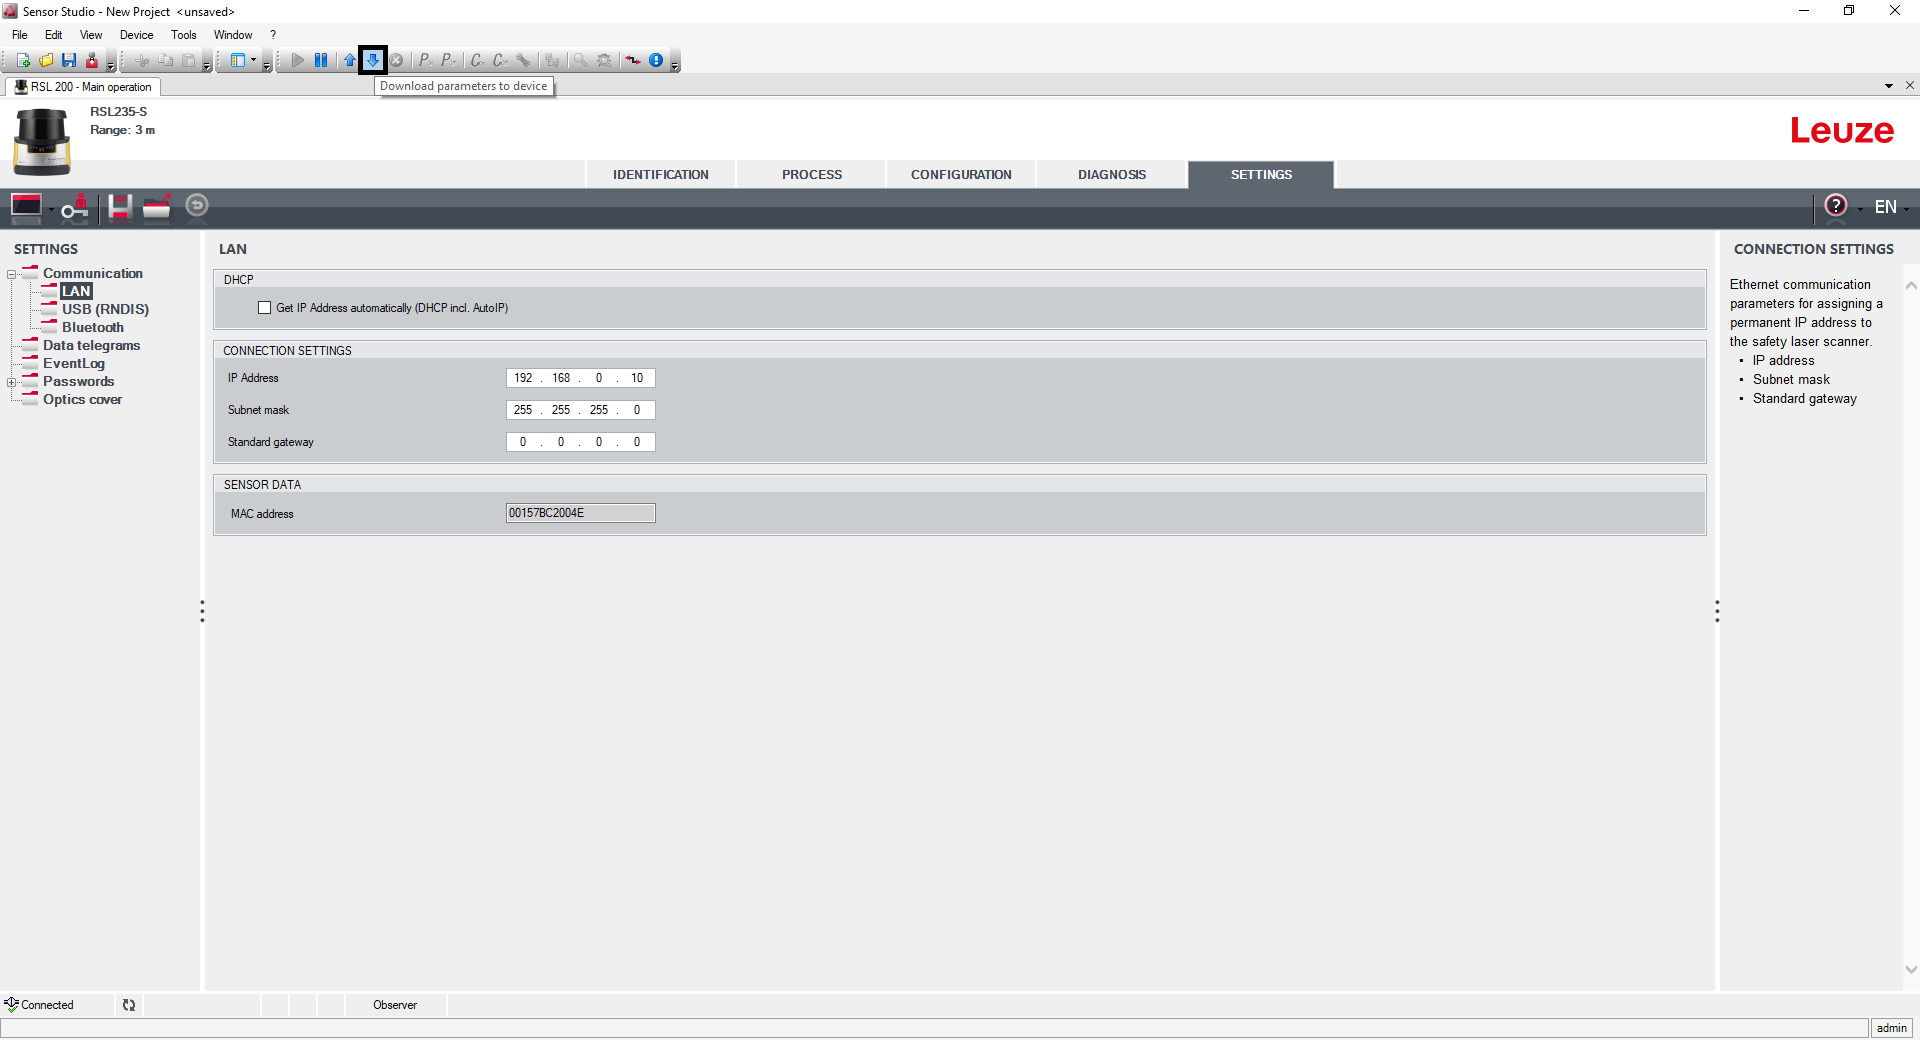 Sensor Studio - New Project <unsaved>
File Edit View Device Tools Window ?
Download parameters to device
RSL 200 - Main operation
RSL235-S
Range: 3 m
Leuze
IDENTIFICATION PROCESS CONFIGURATION DIAGNOSIS SETTINGS
? EN
SETTINGS
Communication
LAN
USB (RNDIS)
Bluetooth
Data telegrams
EventLog
Passwords
Optics cover
LAN
DHCP
Get IP Address automatically (DHCP incl. AutoIP)
CONNECTION SETTINGS
IP Address 192 . 168 . 0 . 10
Subnet mask 255 . 255 . 255 . 0
Standard gateway 0 . 0 . 0 . 0
SENSOR DATA
MAC address 00157BC2004E
CONNECTION SETTINGS
Ethernet communication
parameters for assigning a
permanent IP address to
the safety laser scanner.
▪ IP address
▪ Subnet mask
▪ Standard gateway
Connected Observer
admin